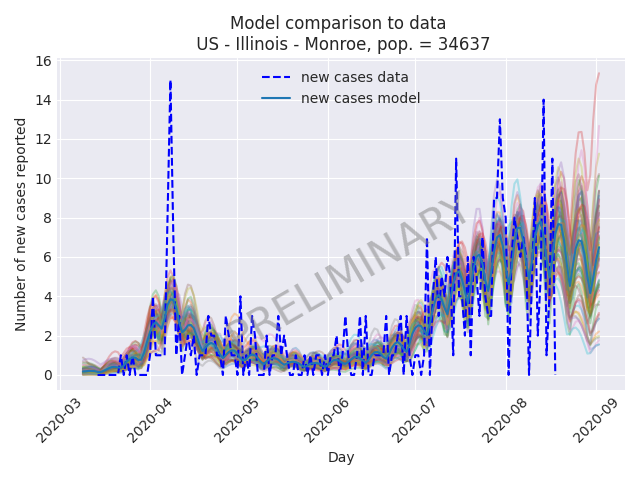 Model comparison to data
US - Illinois - Monroe, pop. = 34637
new cases data
new cases model
PRELIMINARY
Number of new cases reported
16
14
12
10
8
6
4
2
0
2020-03
2020-04
2020-05
2020-06
2020-07
2020-08
2020-09
Day